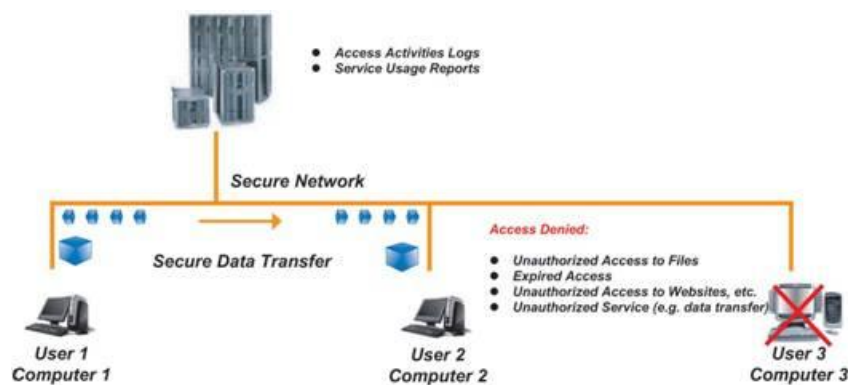 Access Activities Logs
Service Usage Reports
Secure Network
Secure Data Transfer
Access Denied:
Unauthorized Access to Files
Expired Access
Unauthorized Access to Websites, etc.
Unauthorized Service (e.g. data transfer)
User 1
Computer 1
User 2
Computer 2
User 3
Computer 3